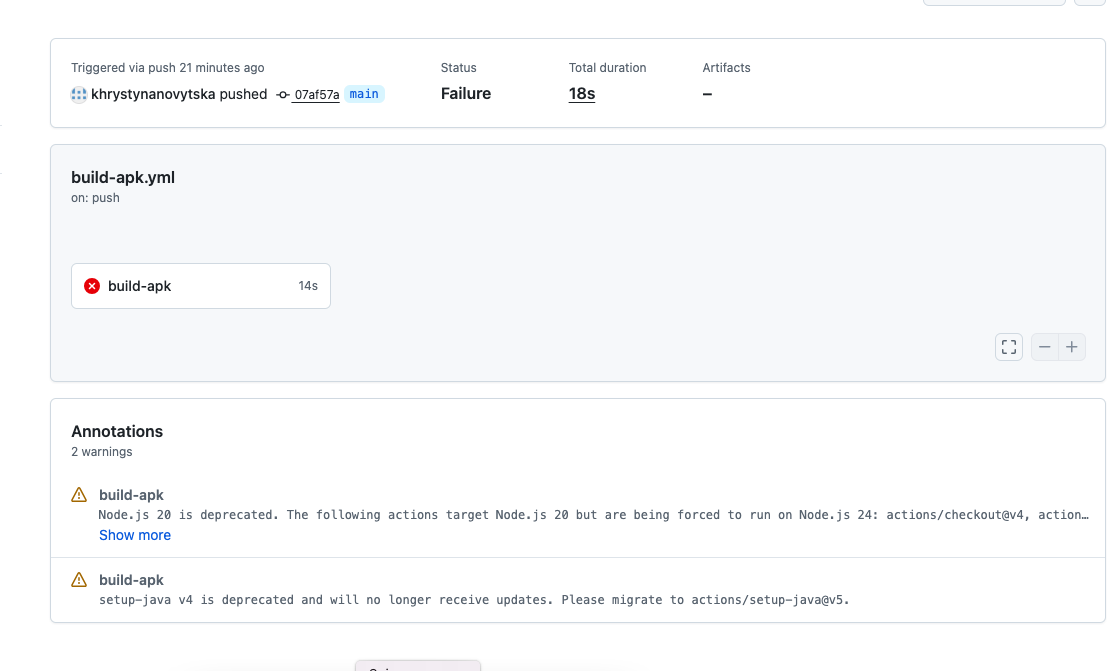 Triggered via push 21 minutes ago
khrystynanovytska pushed 07af57a main
Status
Failure
Total duration
18s
Artifacts
–
build-apk.yml
on: push
build-apk 14s
Annotations
2 warnings
build-apk
Node.js 20 is deprecated. The following actions target Node.js 20 but are being forced to run on Node.js 24: actions/checkout@v4, action…
Show more
build-apk
setup-java v4 is deprecated and will no longer receive updates. Please migrate to actions/setup-java@v5.